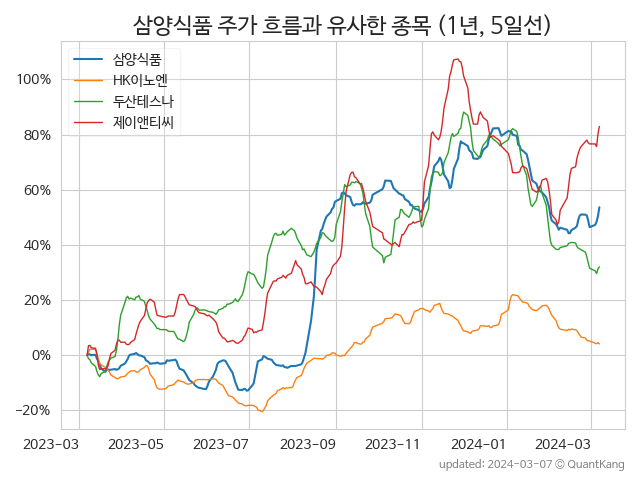 삼양식품 주가 흐름과 유사한 종목 (1년, 5일선)
삼양식품
HK이노엔
두산테스나
제이앤티씨
100%
80%
60%
40%
20%
0%
−20%
2023-03 2023-05 2023-07 2023-09 2023-11 2024-01 2024-03
updated: 2024-03-07 © QuantKang